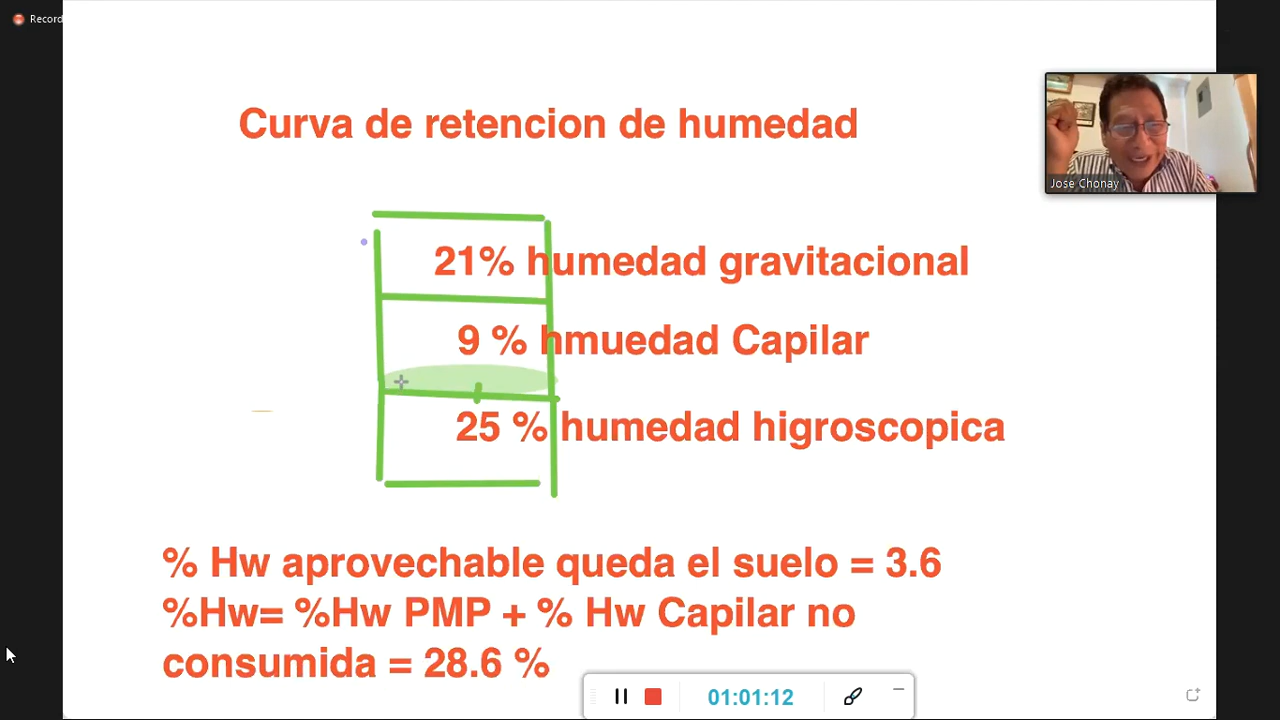 Record
Curva de retencion de humedad
Jose Chonay
21% humedad gravitacional
9 % hmuedad Capilar
25 % humedad higroscopica
% Hw aprovechable queda el suelo = 3.6
%Hw= %Hw PMP + % Hw Capilar no
consumida = 28.6 %
01:01:12